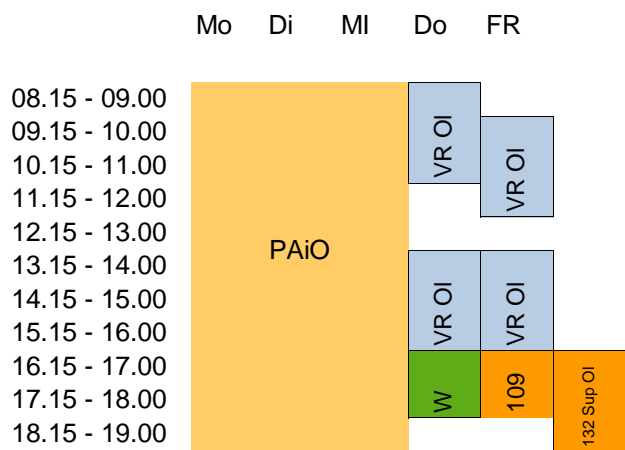 Mo Di MI Do FR
08.15 - 09.00
09.15 - 10.00
10.15 - 11.00
11.15 - 12.00
12.15 - 13.00
13.15 - 14.00
14.15 - 15.00
15.15 - 16.00
16.15 - 17.00
17.15 - 18.00
18.15 - 19.00
PAiO
VR OI
VR OI
VR OI
VR OI
W
109
132 Sup OI